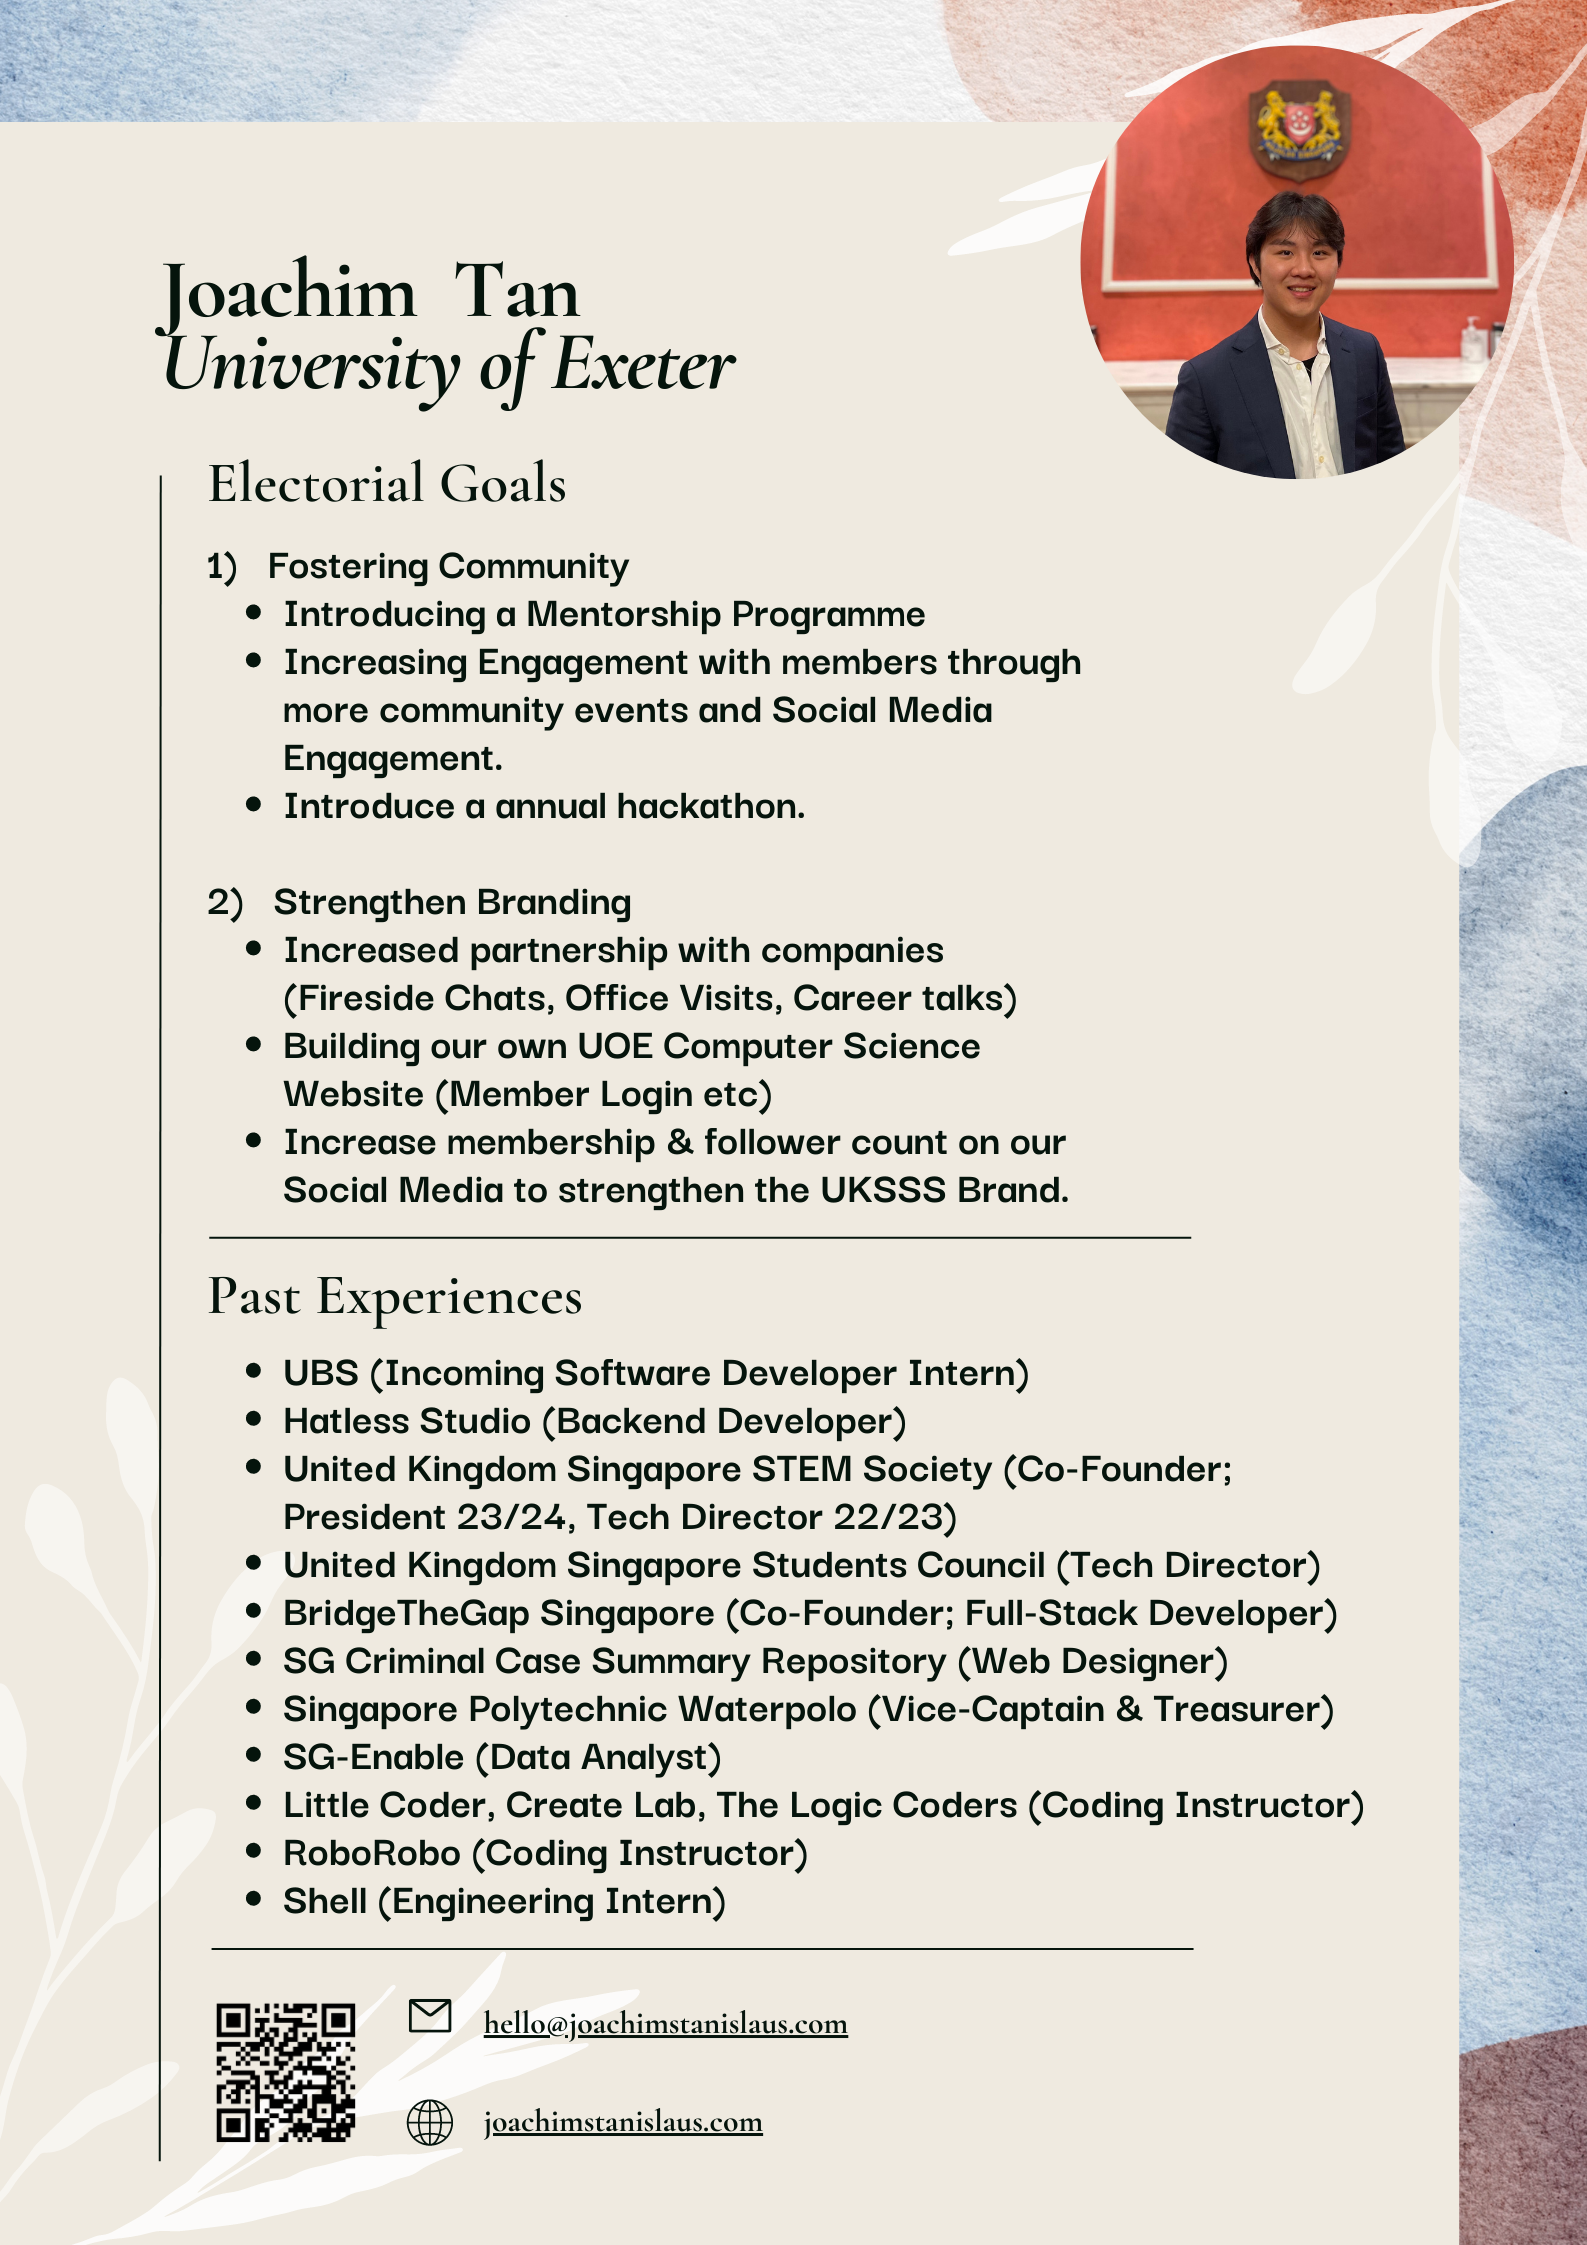 Joachim Tan
University of Exeter
Electorial Goals
1) Fostering Community
• Introducing a Mentorship Programme
• Increasing Engagement with members through
more community events and Social Media
Engagement.
• Introduce a annual hackathon.
2) Strengthen Branding
• Increased partnership with companies
(Fireside Chats, Office Visits, Career talks)
• Building our own UOE Computer Science
Website (Member Login etc)
• Increase membership & follower count on our
Social Media to strengthen the UKSSS Brand.
Past Experiences
• UBS (Incoming Software Developer Intern)
• Hatless Studio (Backend Developer)
• United Kingdom Singapore STEM Society (Co-Founder;
President 23/24, Tech Director 22/23)
• United Kingdom Singapore Students Council (Tech Director)
• BridgeTheGap Singapore (Co-Founder; Full-Stack Developer)
• SG Criminal Case Summary Repository (Web Designer)
• Singapore Polytechnic Waterpolo (Vice-Captain & Treasurer)
• SG-Enable (Data Analyst)
• Little Coder, Create Lab, The Logic Coders (Coding Instructor)
• RoboRobo (Coding Instructor)
• Shell (Engineering Intern)
hello@joachimstanislaus.com
joachimstanislaus.com